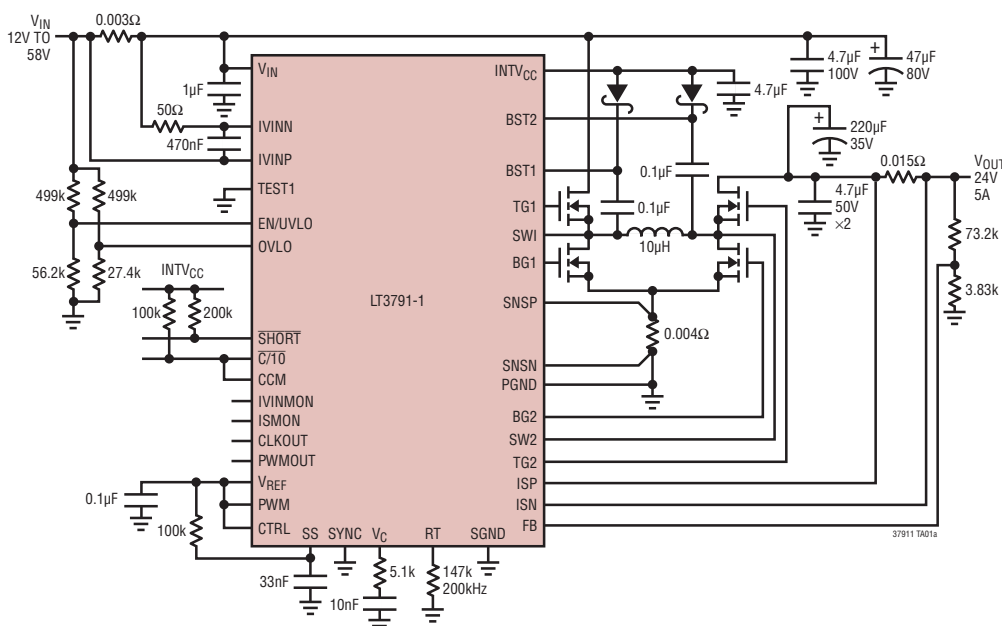 VIN
12V TO
58V
0.003Ω
VIN
1µF
50Ω
IVINN
470nF
IVINP
TEST1
499k
499k
EN/UVLO
OVLO
56.2k
27.4k
INTVCC
100k
200k
SHORT
C/10
CCM
IVINMON
ISMON
CLKOUT
PWMOUT
VREF
0.1µF
PWM
100k
CTRL
SS
SYNC
VC
RT
SGND
33nF
5.1k
10nF
147k
200kHz
LT3791-1
INTVCC
4.7µF
BST2
BST1
0.1µF
0.1µF
TG1
SWI
10µH
BG1
SNSP
0.004Ω
SNSN
PGND
BG2
SW2
TG2
ISP
ISN
FB
4.7µF
100V
+
47µF
80V
+
220µF
35V
0.015Ω
VOUT
24V
5A
4.7µF
50V
×2
73.2k
3.83k
37911 TA01a